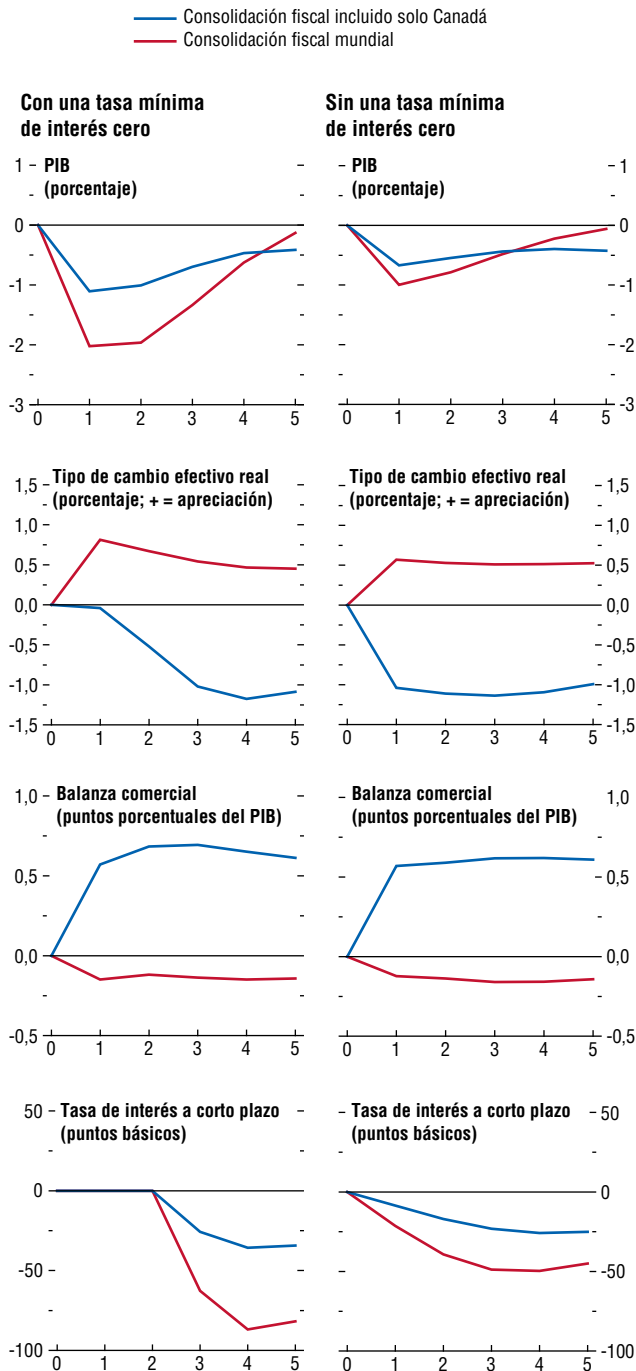 Consolidación fiscal incluido solo Canadá
Consolidación fiscal mundial
Con una tasa mínima
de interés cero
Sin una tasa mínima
de interés cero
PIB
(porcentaje)
1
0
-1
-2
-3
0 1 2 3 4 5
PIB
(porcentaje)
1
0
-1
-2
-3
0 1 2 3 4 5
Tipo de cambio efectivo real
(porcentaje; + = apreciación)
1,5
1,0
0,5
0,0
-0,5
-1,0
-1,5
0 1 2 3 4 5
Tipo de cambio efectivo real
(porcentaje; + = apreciación)
1,5
1,0
0,5
0,0
-0,5
-1,0
-1,5
0 1 2 3 4 5
Balanza comercial
(puntos porcentuales del PIB)
1,0
0,5
0,0
-0,5
0 1 2 3 4 5
Balanza comercial
(puntos porcentuales del PIB)
1,0
0,5
0,0
-0,5
0 1 2 3 4 5
Tasa de interés a corto plazo
(puntos básicos)
50
0
-50
-100
0 1 2 3 4 5
Tasa de interés a corto plazo
(puntos básicos)
50
0
-50
-100
0 1 2 3 4 5